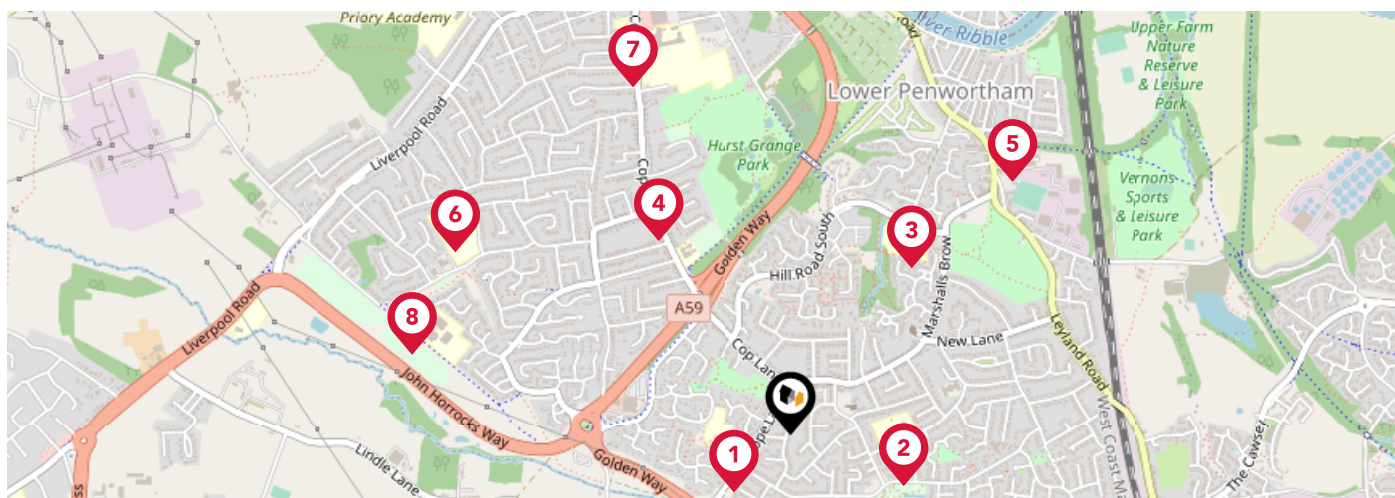 Priory Academy
C
7
Road
River Ribble
Upper Farm
Nature
Reserve
& Leisure
Park
Lower Penwortham
Liverpool Road
Cop
Hurst Grange
Park
5
Vernons
Sports
& leisure
Park
6
4
3
Golden Way
Hill Road South
Marshalls Brow
Liverpool Road
8
A59
New Lane
Leyland Road
Cop Lane
John Horrocks Way
West Coast Ma
1
2
Lindle Lane
Golden Way
The Cawsey
ss